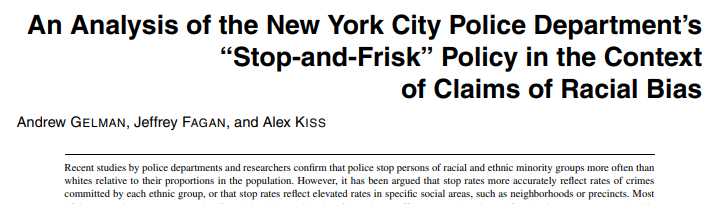 An Analysis of the New York City Police Department’s
“Stop-and-Frisk” Policy in the Context
of Claims of Racial Bias
Andrew GELMAN, Jeffrey FAGAN, and Alex KISS
Recent studies by police departments and researchers confirm that police stop persons of racial and ethnic minority groups more often than
whites relative to their proportions in the population. However, it has been argued that stop rates more accurately reflect rates of crimes
committed by each ethnic group, or that stop rates reflect elevated rates in specific social areas, such as neighborhoods or precincts. Most